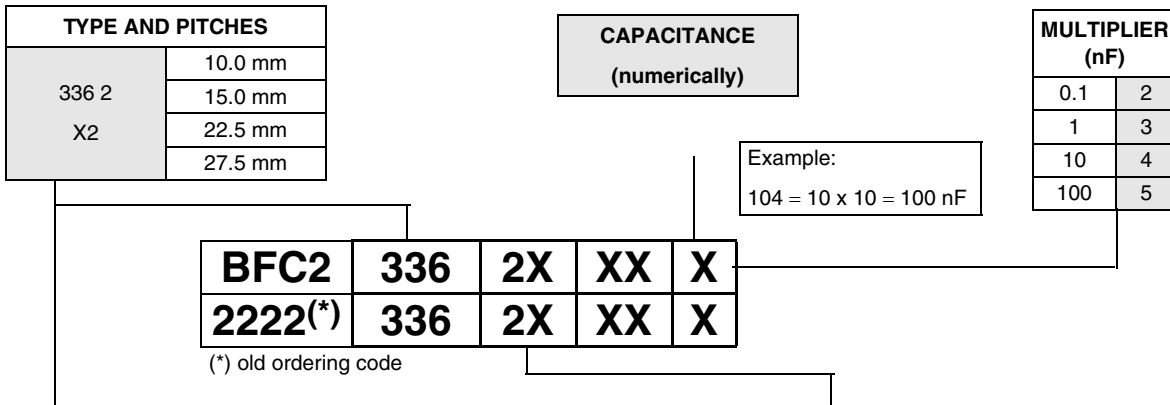 TYPE AND PITCHES
336 2
X2
10.0 mm
15.0 mm
22.5 mm
27.5 mm
CAPACITANCE
(numerically)
MULTIPLIER
(nF)
0.1 2
1 3
10 4
100 5
Example:
104 = 10 x 10 = 100 nF
BFC2 336 2X XX X
2222(*) 336 2X XX X
(*) old ordering code